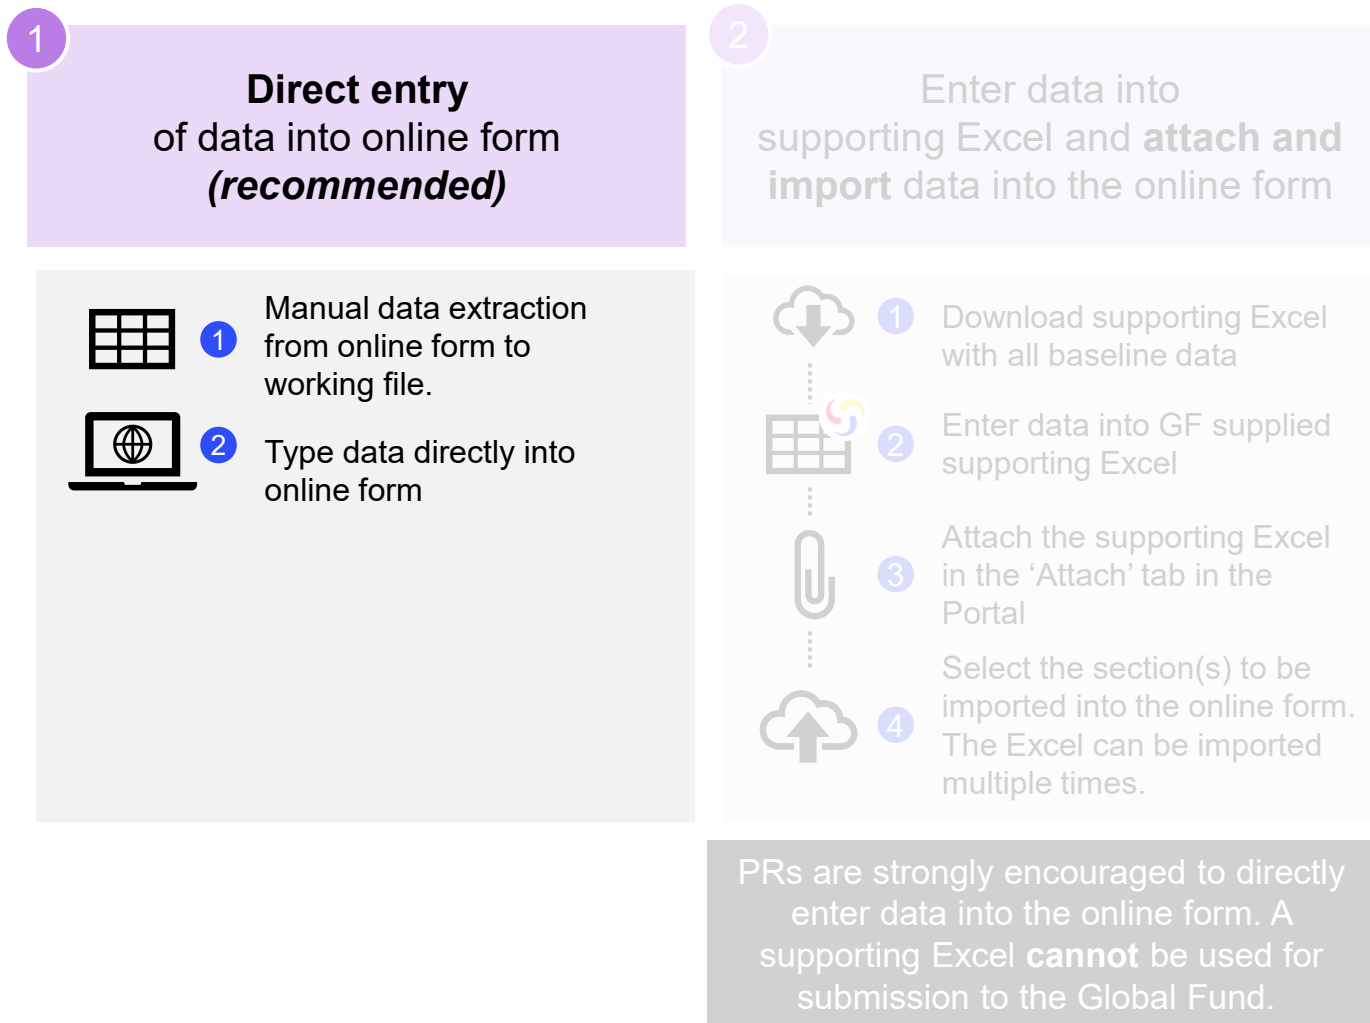 1
Direct entry
of data into online form
(recommended)
1
Manual data extraction
from online form to
working file.
2
Type data directly into
online form
2
Enter data into
supporting Excel and attach and
import data into the online form
1
Download supporting Excel
with all baseline data
2
Enter data into GF supplied
supporting Excel
3
Attach the supporting Excel
in the ‘Attach’ tab in the
Portal
4
Select the section(s) to be
imported into the online form.
The Excel can be imported
multiple times.
PRs are strongly encouraged to directly
enter data into the online form. A
supporting Excel cannot be used for
submission to the Global Fund.